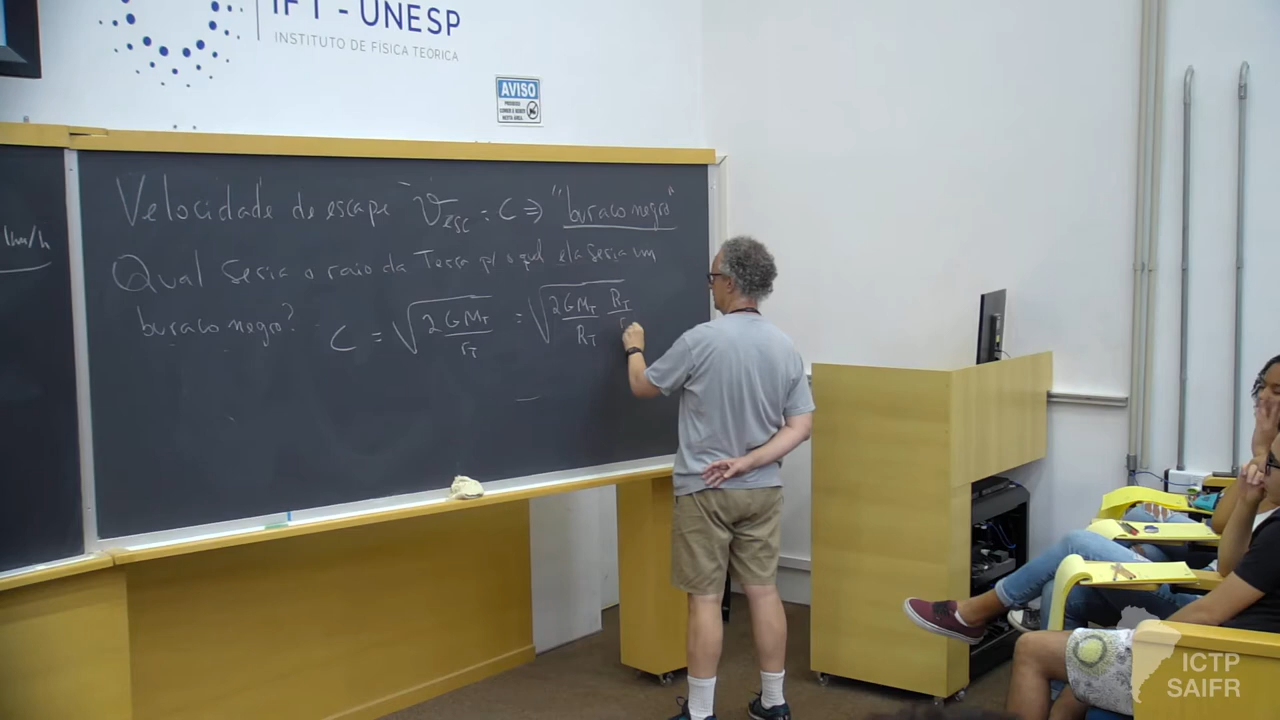 IFT - UNESP
INSTITUTO DE FÍSICA TEÓRICA
AVISO
Velocidade de escape V_esc = C ⇒ "buraco negro"
km/h
Qual seria o raio da Terra p/ o qual ela seria um
buraco negro? C = √(2GM_T / r_T) = √(2GM_T / R_T R_T / r
ICTP
SAIFR